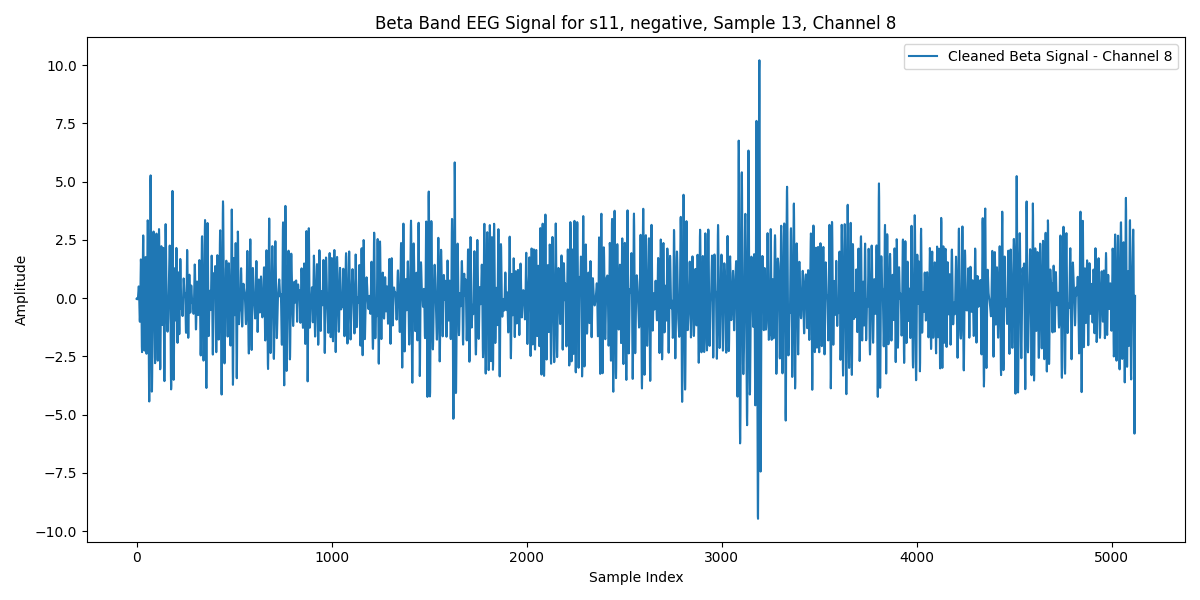 Beta Band EEG Signal for s11, negative, Sample 13, Channel 8
Cleaned Beta Signal - Channel 8
Amplitude
10.0
7.5
5.0
2.5
0.0
−2.5
−5.0
−7.5
−10.0
0 1000 2000 3000 4000 5000
Sample Index